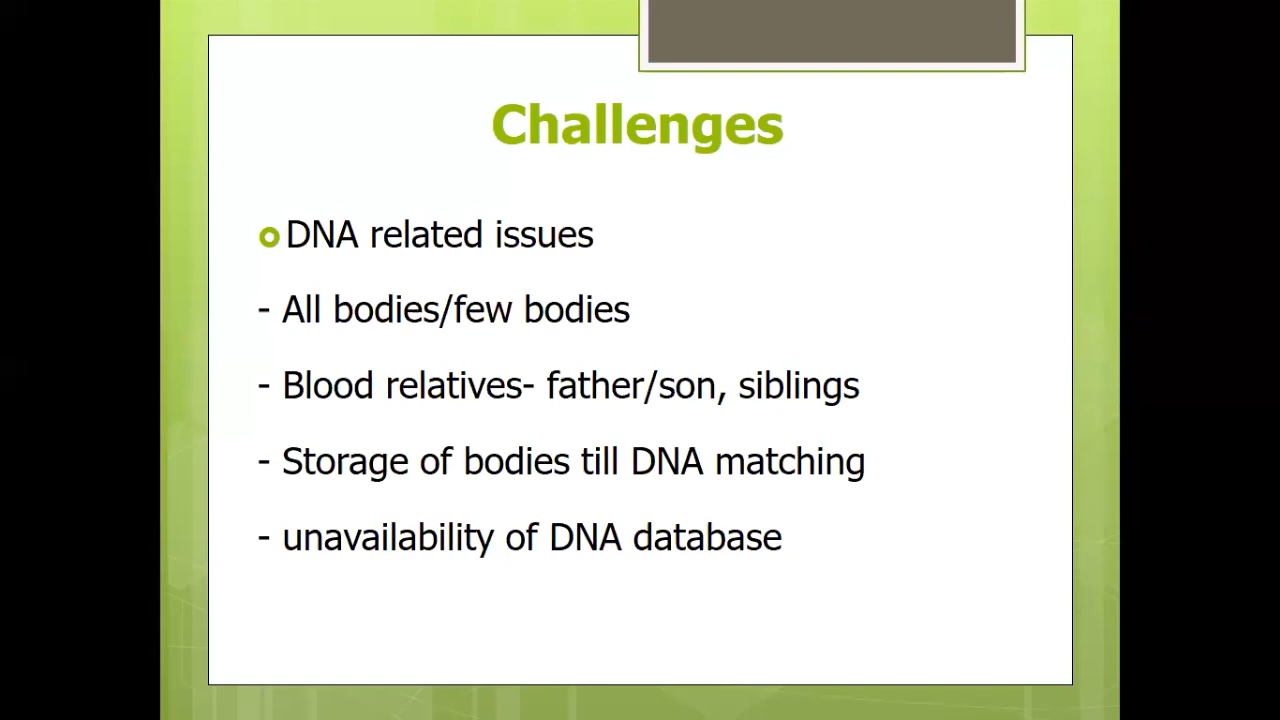 Challenges
DNA related issues
- All bodies/few bodies
- Blood relatives- father/son, siblings
- Storage of bodies till DNA matching
- unavailability of DNA database